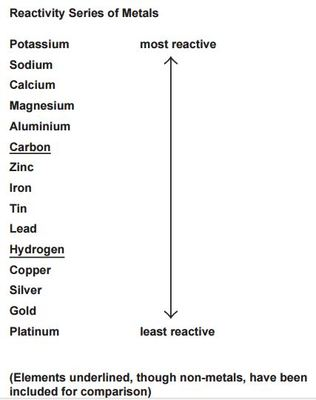 Reactivity Series of Metals
Potassium most reactive
Sodium
Calcium
Magnesium
Aluminium
Carbon
Zinc
Iron
Tin
Lead
Hydrogen
Copper
Silver
Gold
Platinum least reactive
(Elements underlined, though non-metals, have been
included for comparison)